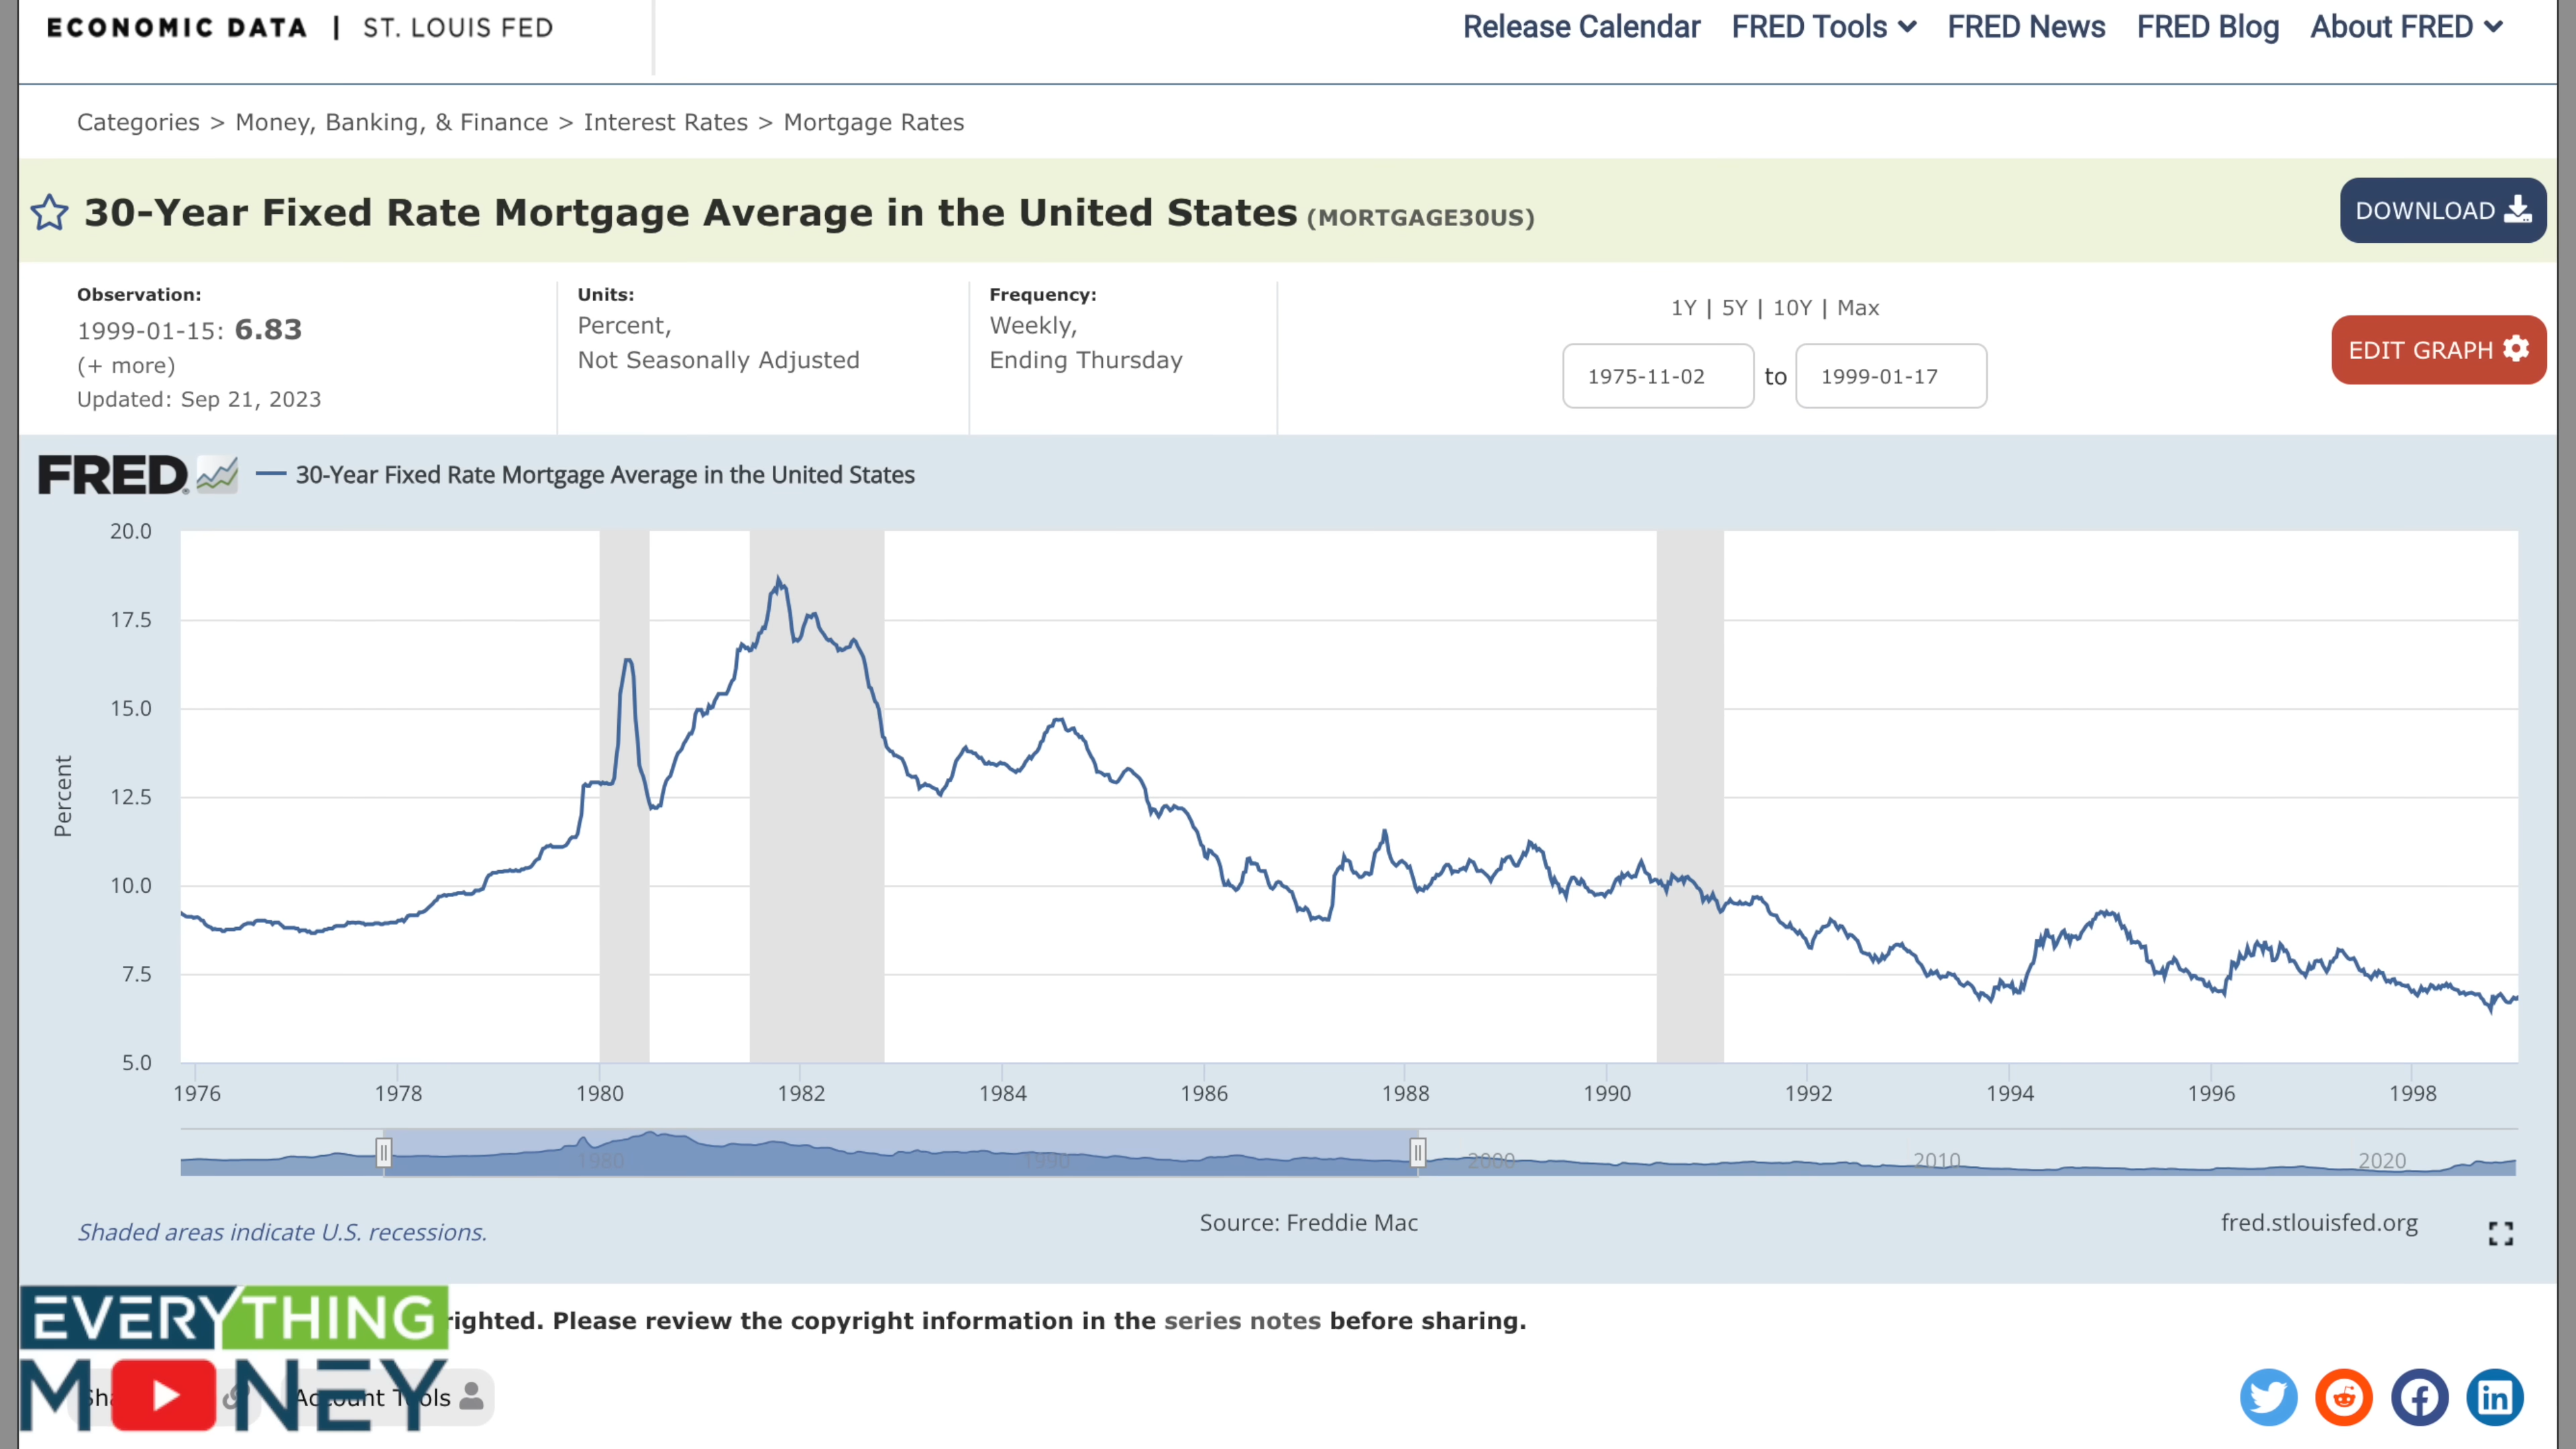 ECONOMIC DATA | ST. LOUIS FED
Release Calendar FRED Tools FRED News FRED Blog About FRED
Categories > Money, Banking, & Finance > Interest Rates > Mortgage Rates
30-Year Fixed Rate Mortgage Average in the United States (MORTGAGE30US)
DOWNLOAD
Observation:
1999-01-15: 6.83
(+ more)
Updated: Sep 21, 2023
Units:
Percent,
Not Seasonally Adjusted
Frequency:
Weekly,
Ending Thursday
1Y | 5Y | 10Y | Max
1975-11-02 to 1999-01-17
EDIT GRAPH
FRED — 30-Year Fixed Rate Mortgage Average in the United States
20.0
17.5
15.0
12.5
10.0
7.5
5.0
Percent
1976 1978 1980 1982 1984 1986 1988 1990 1992 1994 1996 1998
1980 1990 2000 2010 2020
Shaded areas indicate U.S. recessions.
Source: Freddie Mac
fred.stlouisfed.org
righted. Please review the copyright information in the series notes before sharing.
EVERYTHING
MONEY
Account Tools